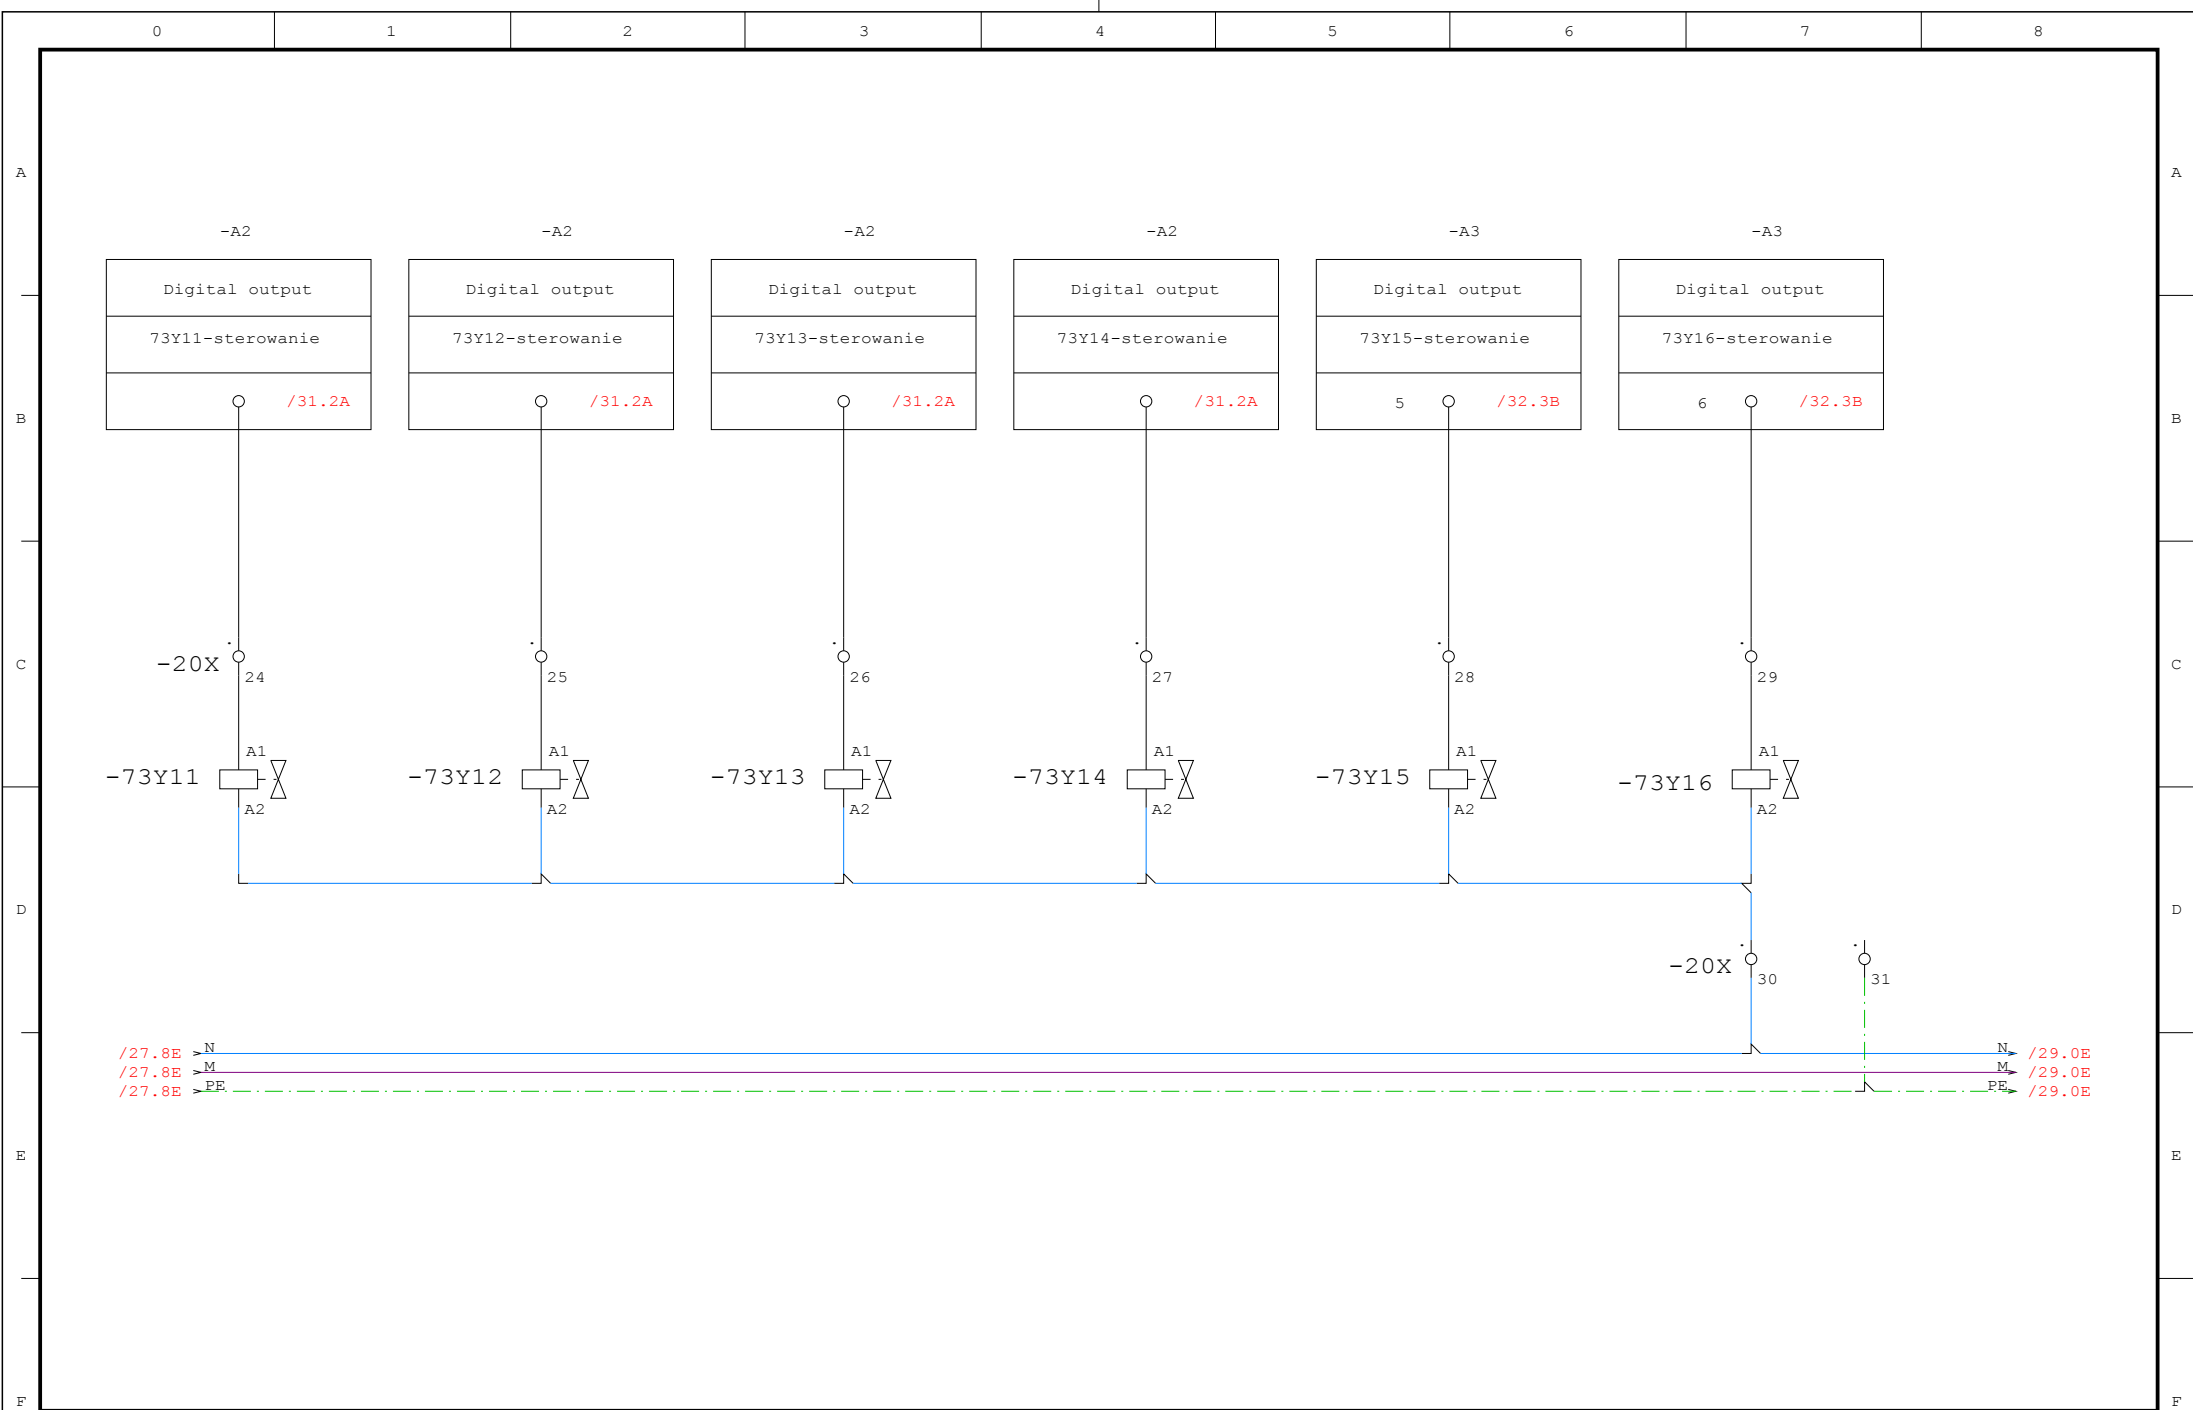 0 1 2 3 4 5 6 7 8
A A
-A2 -A2 -A2 -A2 -A3 -A3
Digital output Digital output Digital output Digital output Digital output Digital output
73Y11-sterowanie 73Y12-sterowanie 73Y13-sterowanie 73Y14-sterowanie 73Y15-sterowanie 73Y16-sterowanie
/31.2A /31.2A /31.2A /31.2A 5 /32.3B 6 /32.3B
B B
-20X
C C
24 25 26 27 28 29
A1 A1 A1 A1 A1 A1
-73Y11 -73Y12 -73Y13 -73Y14 -73Y15 -73Y16
A2 A2 A2 A2 A2 A2
D D
-20X
30 31
/27.8E N N /29.0E
/27.8E M M /29.0E
/27.8E PE PE /29.0E
E E
F F